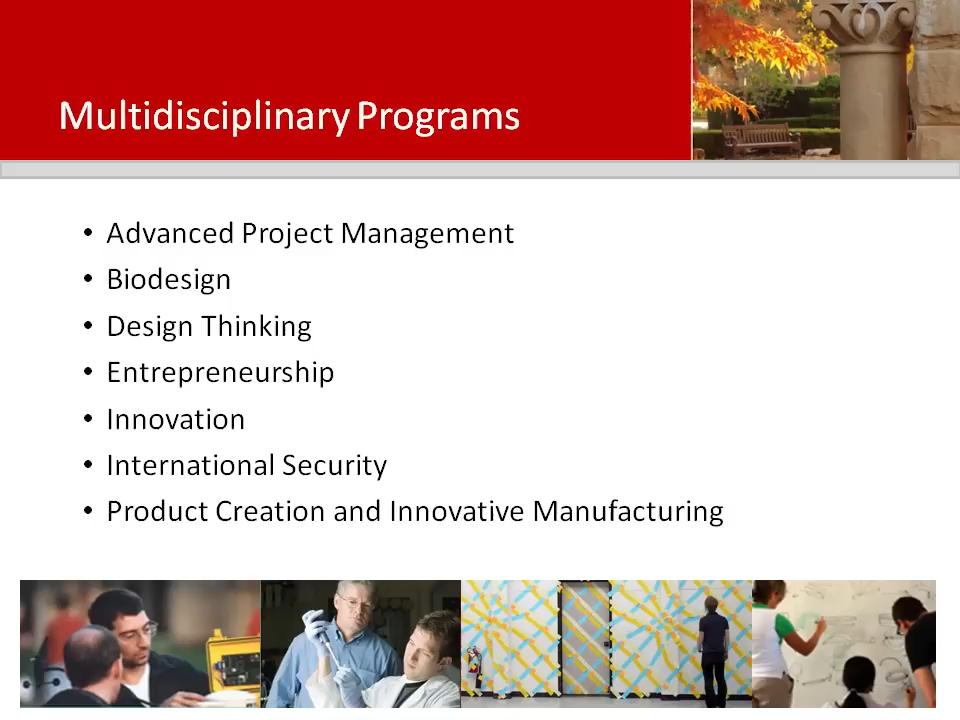 Multidisciplinary Programs
• Advanced Project Management
• Biodesign
• Design Thinking
• Entrepreneurship
• Innovation
• International Security
• Product Creation and Innovative Manufacturing